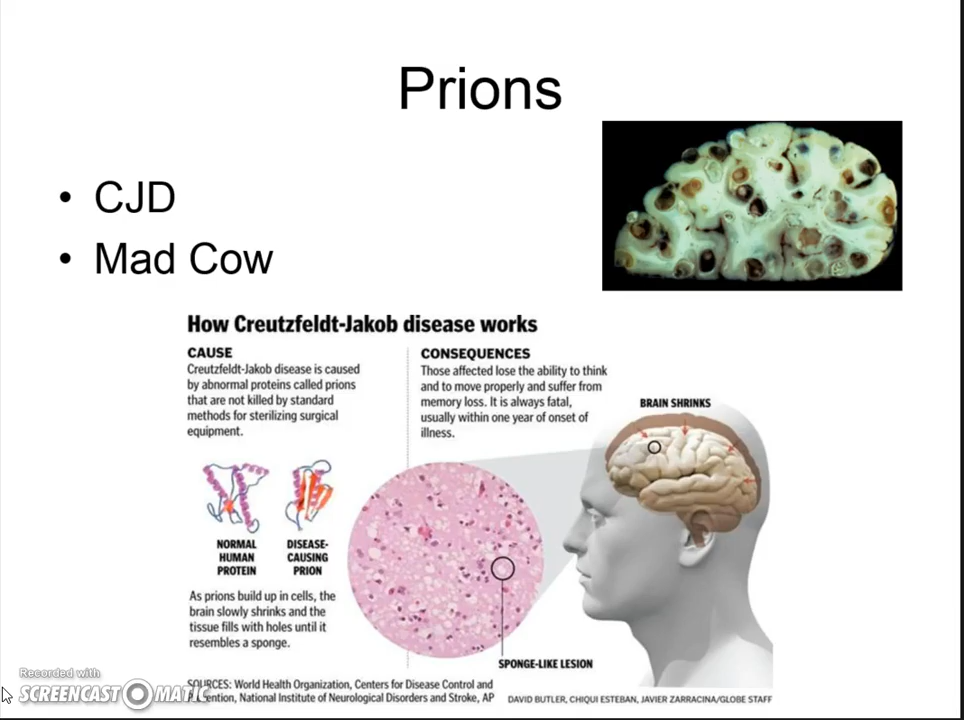 Prions
• CJD
• Mad Cow
How Creutzfeldt-Jakob disease works
CAUSE
Creutzfeldt-Jakob disease is caused
by abnormal proteins called prions
that are not killed by standard
methods for sterilizing surgical
equipment.
CONSEQUENCES
Those affected lose the ability to think
and to move properly and suffer from
memory loss. It is always fatal,
usually within one year of onset of
illness.
BRAIN SHRINKS
NORMAL
HUMAN
PROTEIN
DISEASE-
CAUSING
PRION
As prions build up in cells, the
brain slowly shrinks and the
tissue fills with holes until it
resembles a sponge.
SPONGE-LIKE LESION
SOURCES: World Health Organization, Centers for Disease Control and
National Institute of Neurological Disorders and Stroke, AP
DAVID BUTLER, CHIQUI ESTEBAN, JAVIER ZARRACINA/GLOBE STAFF
Recorded with
SCREENCAST MATIC